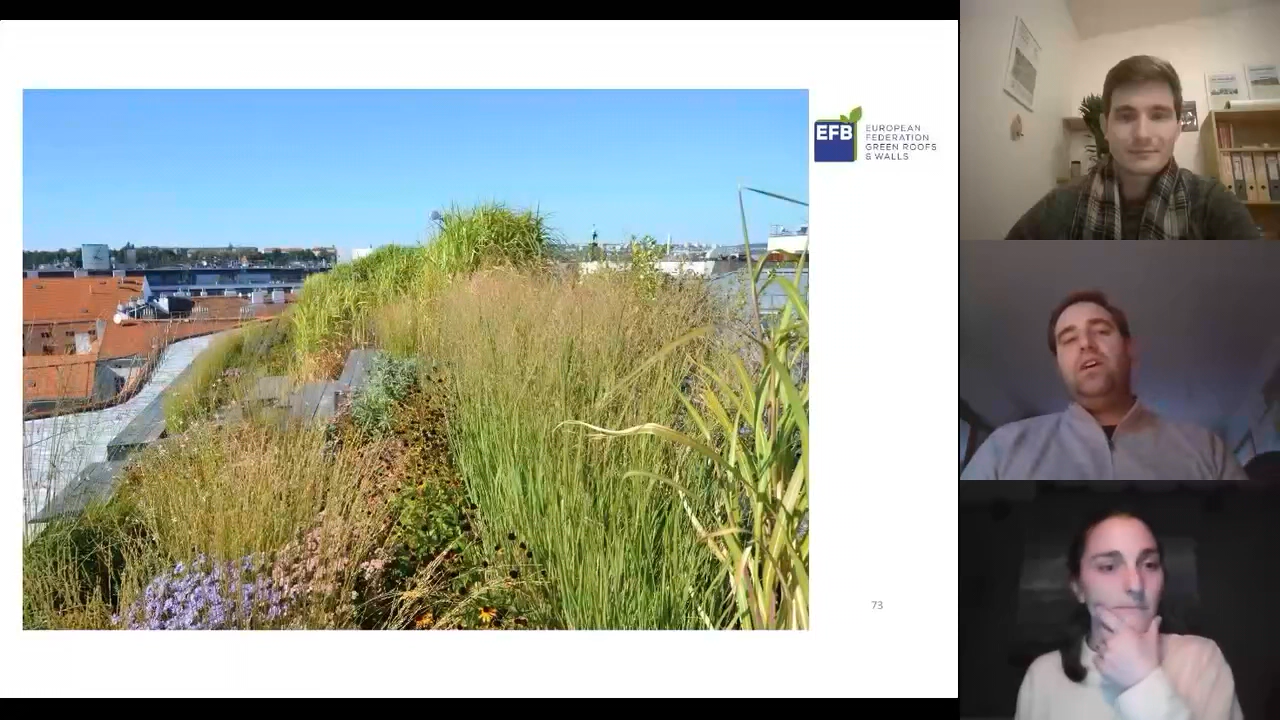 EFB
EUROPEAN
FEDERATION
GREEN ROOFS
& WALLS
73